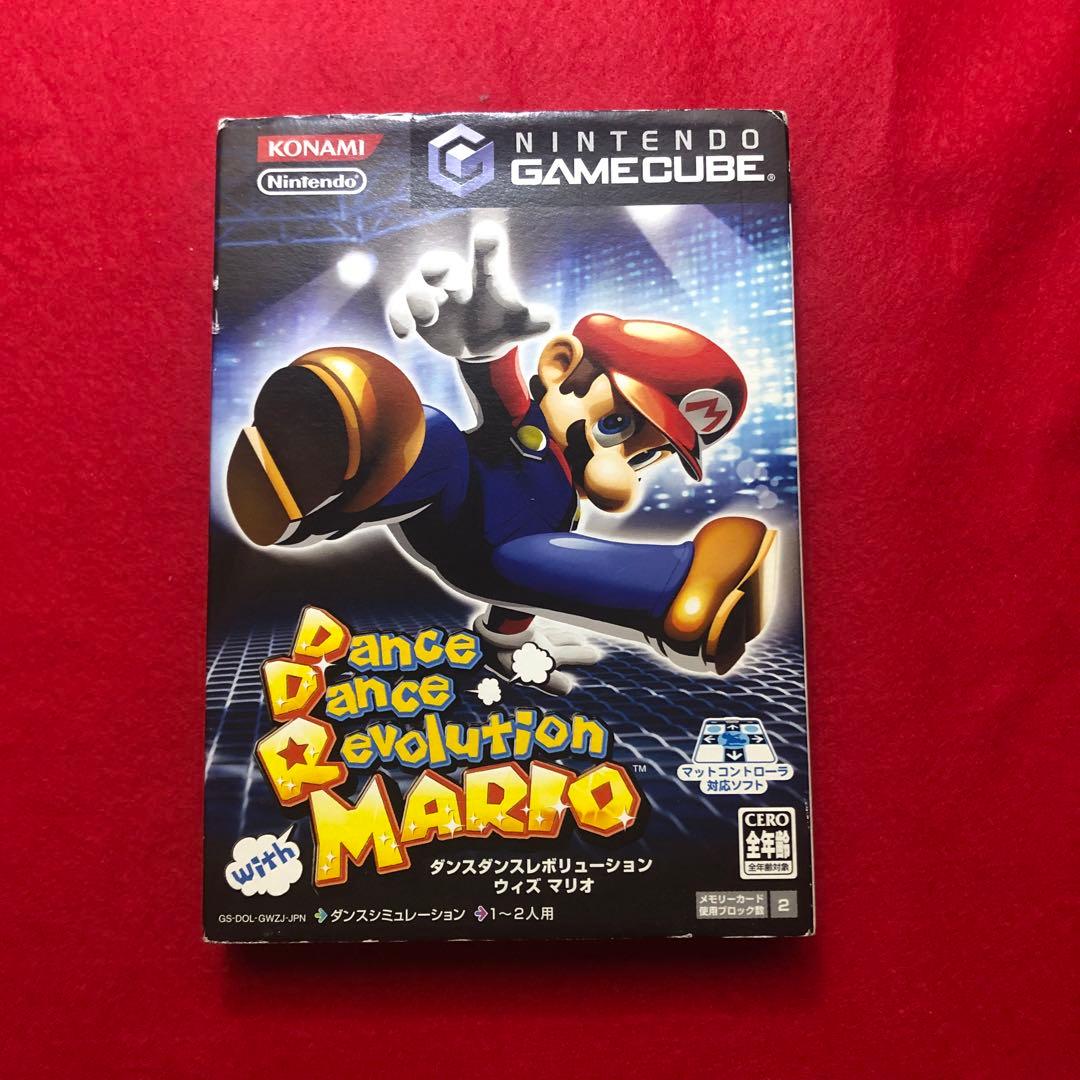 KONAMI
Nintendo®
NINTENDO
GAMECUBE®
M
Dance
Dance
Revolution
with MARIO™
ダンスダンスレボリューション
ウィズ マリオ
マットコントローラ
対応ソフト
CERO
全年齢
全年齢対象
メモリーカード
使用ブロック数 2
GS-DOL-GWZJ-JPN ダンスシミュレーション 1〜2人用